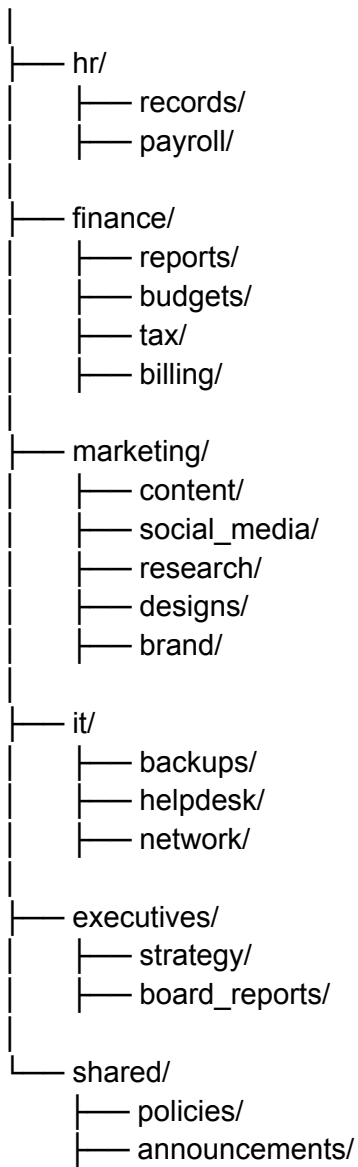 hr/
records/
payroll/
finance/
reports/
budgets/
tax/
billing/
marketing/
content/
social_media/
research/
designs/
brand/
it/
backups/
helpdesk/
network/
executives/
strategy/
board_reports/
shared/
policies/
announcements/